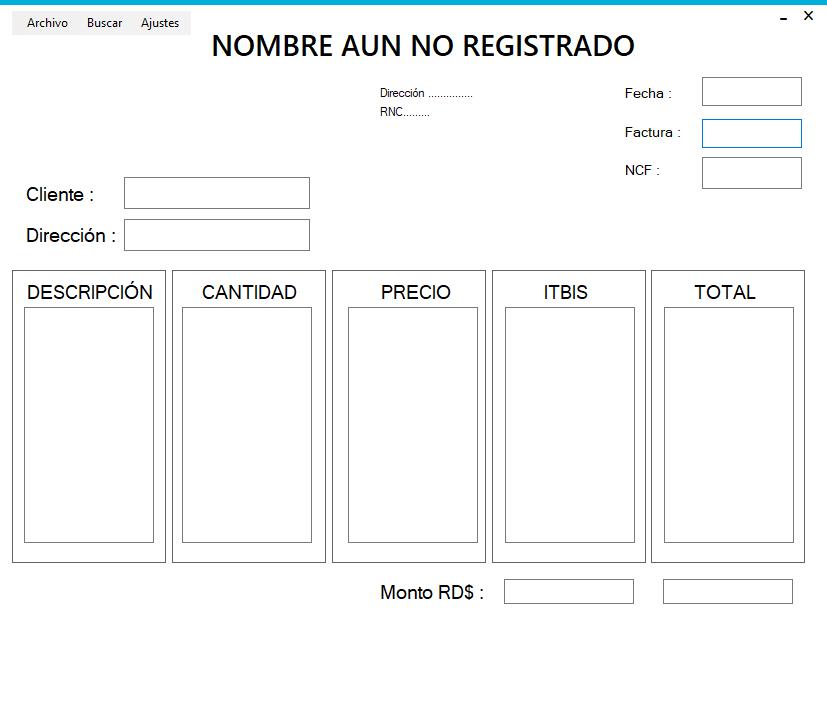 Archivo Buscar Ajustes
NOMBRE AUN NO REGISTRADO
Dirección ...............
RNC.........
Fecha :
Factura :
NCF :
Cliente :
Dirección :
DESCRIPCIÓN CANTIDAD PRECIO ITBIS TOTAL
Monto RD$ :